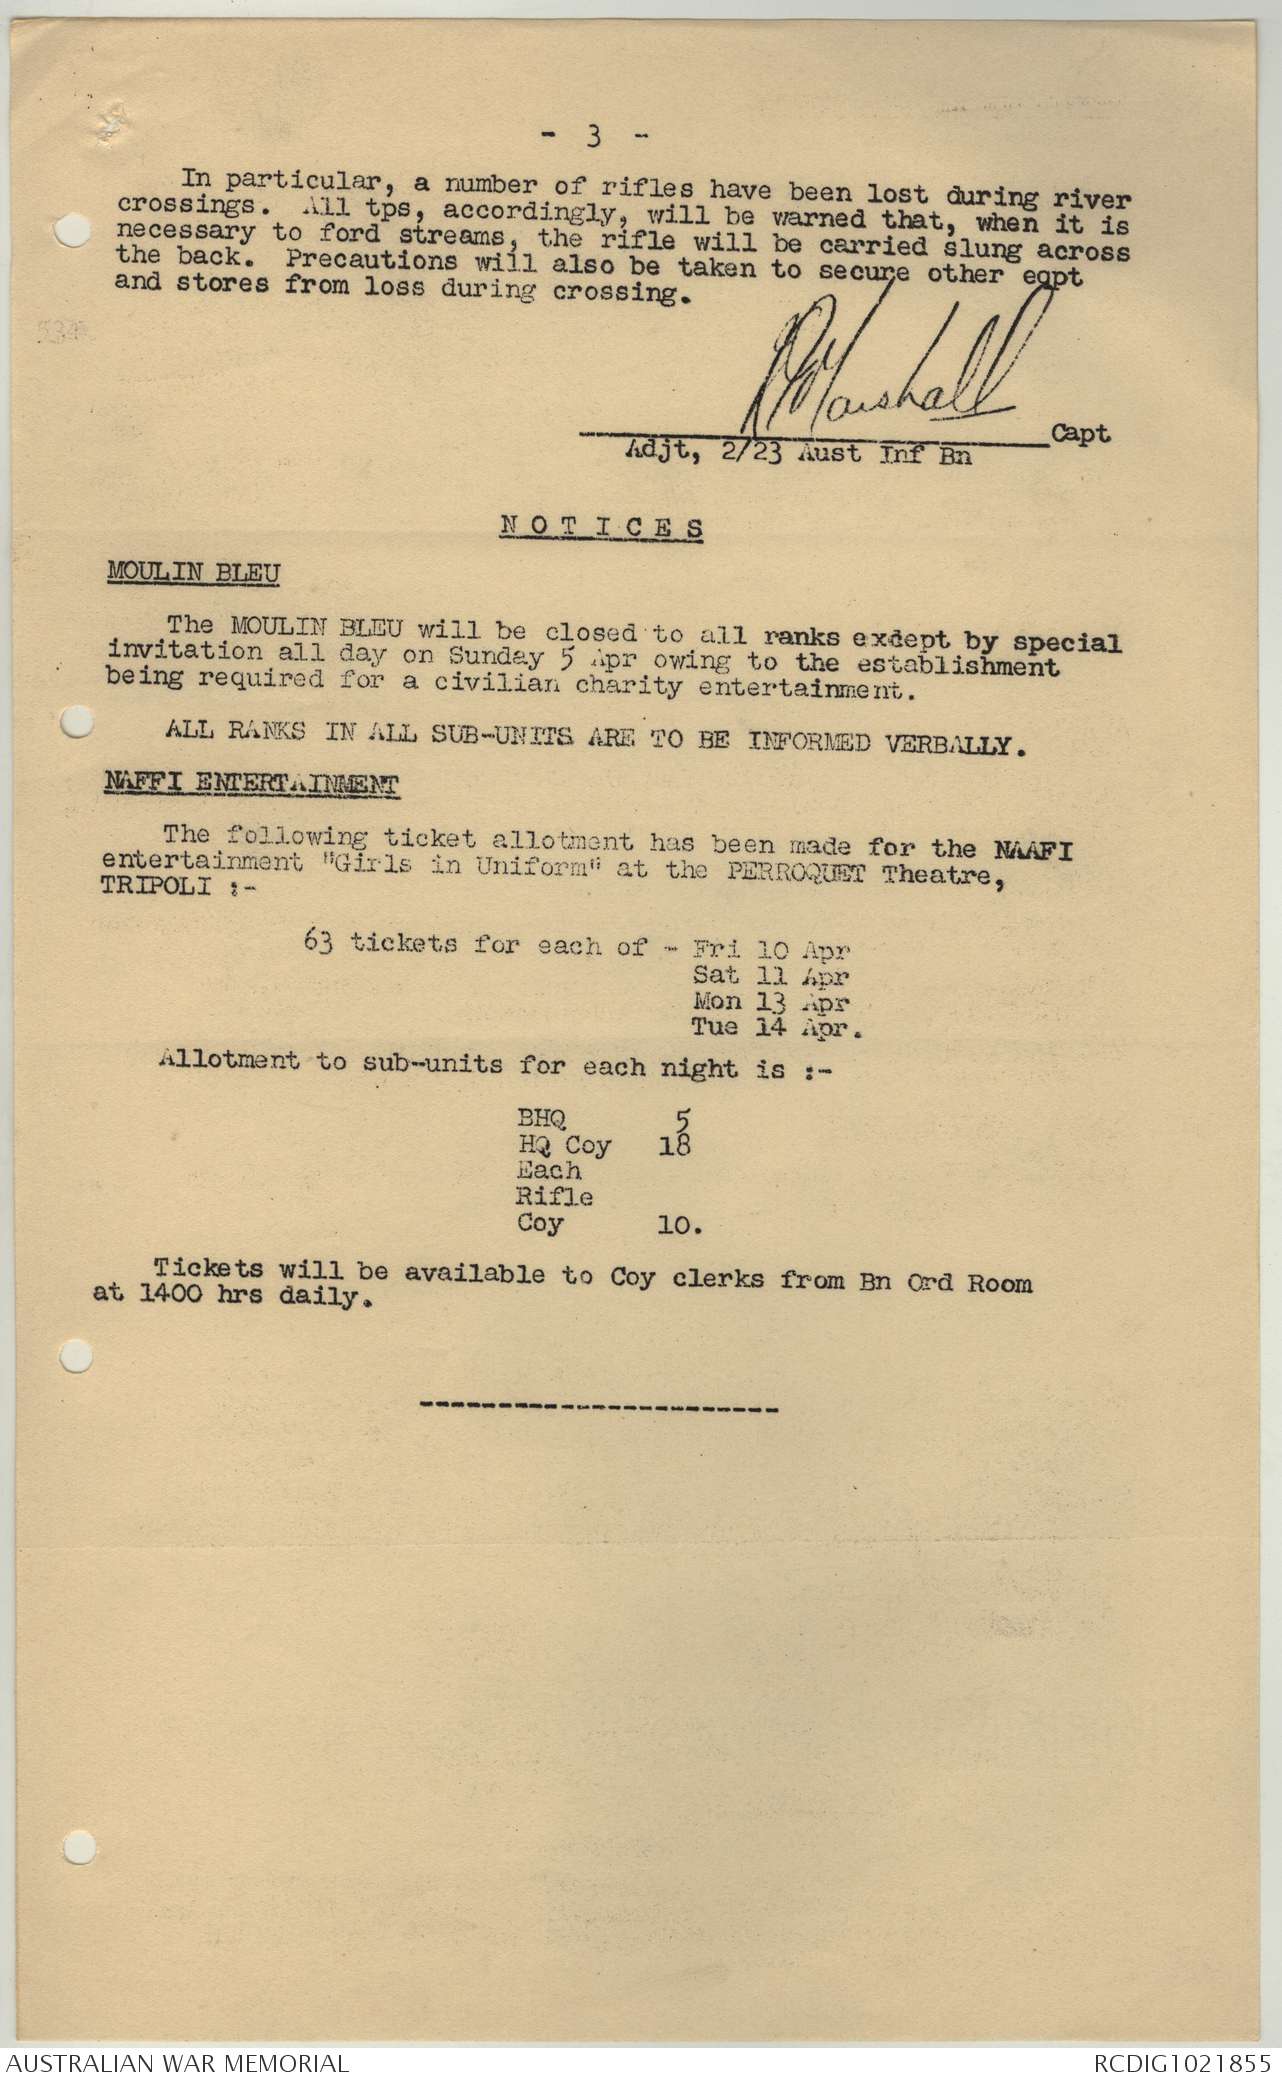 - 3 -
In particular, a number of rifles have been lost during river
crossings. All tps, accordingly, will be warned that, when it is
necessary to ford streams, the rifle will be carried slung across
the back. Precautions will also be taken to secure other eqpt
and stores from loss during crossing.
Marshall
Capt
Adjt, 2/23 Aust Inf Bn
N O T I C E S
MOULIN BLEU
The MOULIN BLEU will be closed to all ranks except by special
invitation all day on Sunday 5 Apr owing to the establishment
being required for a civilian charity entertainment.
ALL RANKS IN ALL SUB-UNITS ARE TO BE INFORMED VERBALLY.
NAFFI ENTERTAINMENT
The following ticket allotment has been made for the NAAFI
entertainment "Girls in Uniform" at the PERROQUET Theatre,
TRIPOLI :-
63 tickets for each of - Fri 10 Apr
Sat 11 Apr
Mon 13 Apr
Tue 14 Apr.
Allotment to sub-units for each night is :-
BHQ 5
HQ Coy 18
Each
Rifle
Coy 10.
Tickets will be available to Coy clerks from Bn Ord Room
at 1400 hrs daily.
AUSTRALIAN WAR MEMORIAL
RCDIG1021855